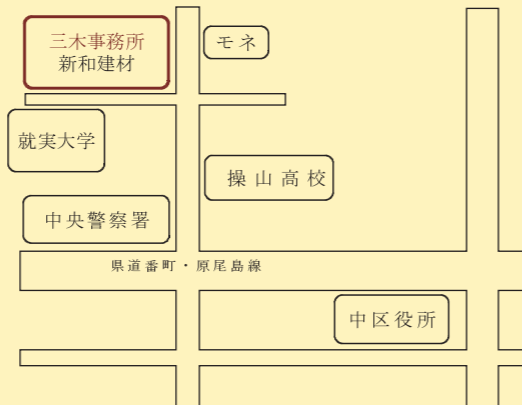 三木事務所
新和建材
モネ
就実大学
操山高校
中央警察署
県道番町・原尾島線
中区役所